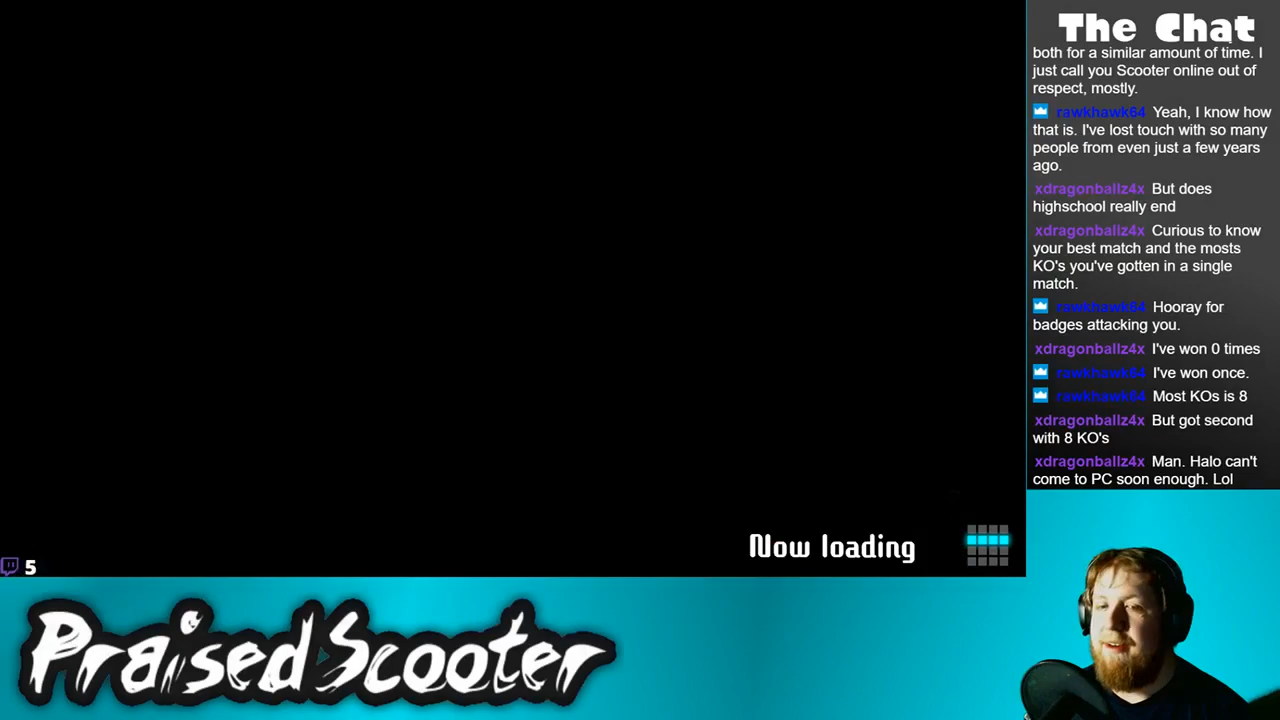 The Chat
both for a similar amount of time. I
just call you Scooter online out of
respect, mostly.
rawkhawk64 Yeah, I know how
that is. I've lost touch with so many
people from even just a few years
ago.
xdragonballz4x But does
highschool really end
xdragonballz4x Curious to know
your best match and the mosts
KO's you've gotten in a single
match.
rawkhawk64 Hooray for
badges attacking you.
xdragonballz4x I've won 0 times
rawkhawk64 I've won once.
rawkhawk64 Most KOs is 8
xdragonballz4x But got second
with 8 KO's
xdragonballz4x Man. Halo can't
come to PC soon enough. Lol
Now loading
5
PraisedScooter